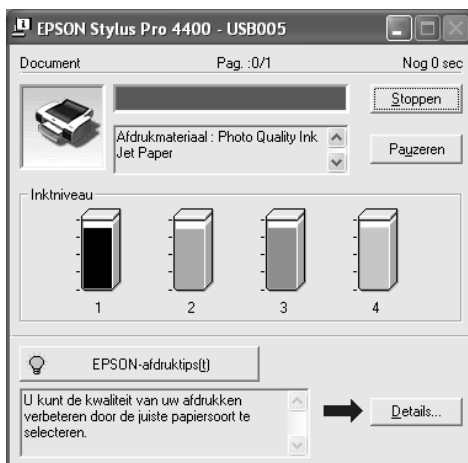 EPSON Stylus Pro 4400 - USB005
Document Pag. :0/1 Nog 0 sec
Stoppen
Afdrukmateriaal : Photo Quality Ink
Jet Paper
Pauzeren
Inktniveau
1 2 3 4
EPSON-afdruktips(t)
U kunt de kwaliteit van uw afdrukken
verbeteren door de juiste papiersoort te
selecteren.
Details...